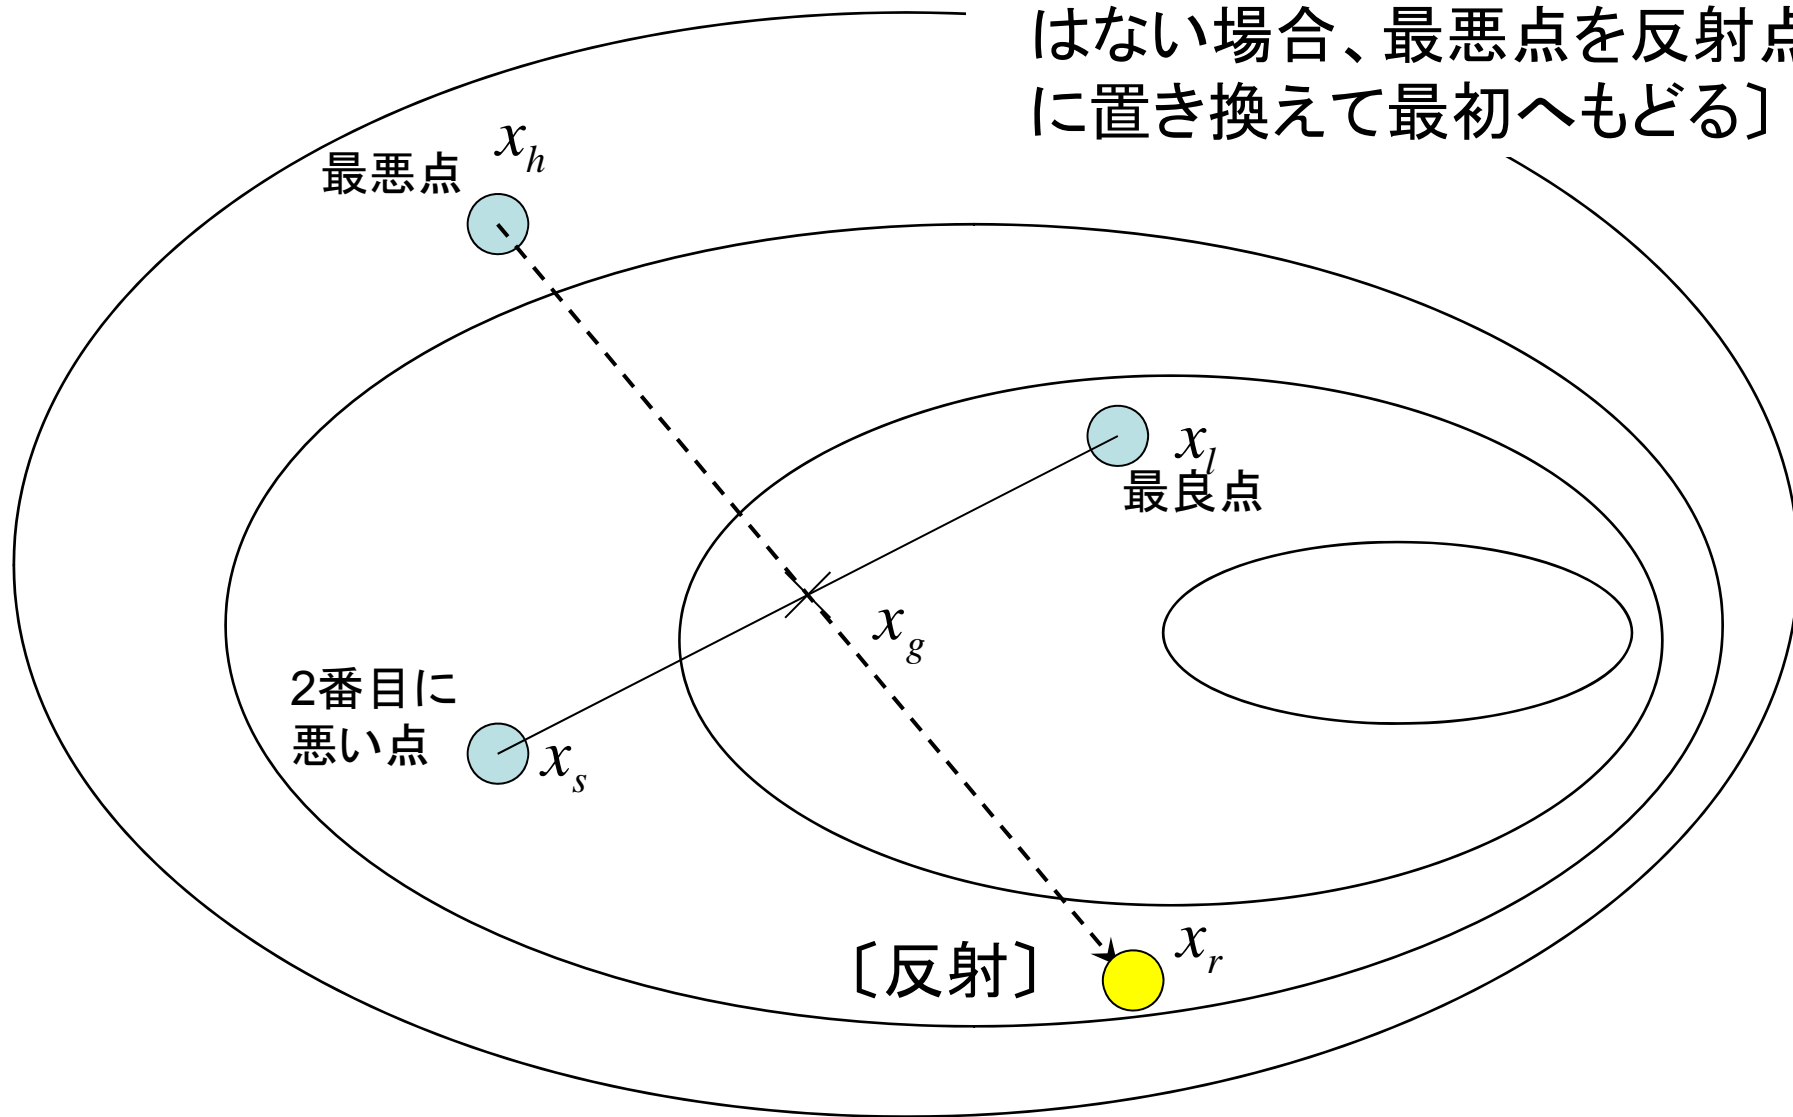 はない場合、最悪点を反射点
に置き換えて最初へもどる〕
最悪点
x_h
x_l
最良点
x_g
2番目に
悪い点
x_s
〔反射〕
x_r